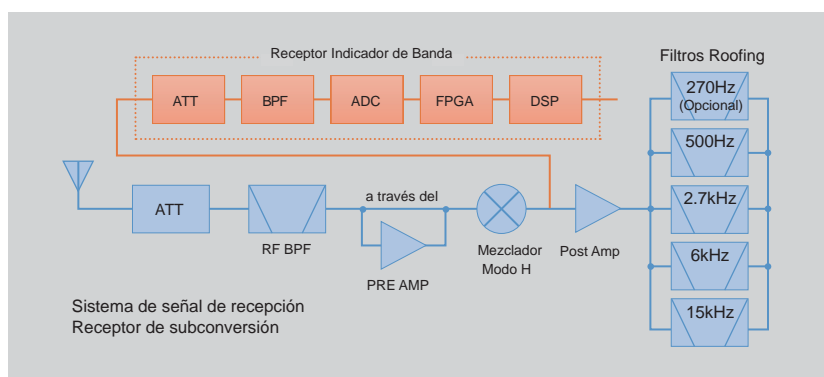 Receptor Indicador de Banda
ATT
BPF
ADC
FPGA
DSP
Filtros Roofing
270Hz
(Opcional)
500Hz
2.7kHz
6kHz
15kHz
ATT
RF BPF
a través del
PRE AMP
Mezclador
Modo H
Post Amp
Sistema de señal de recepción
Receptor de subconversión